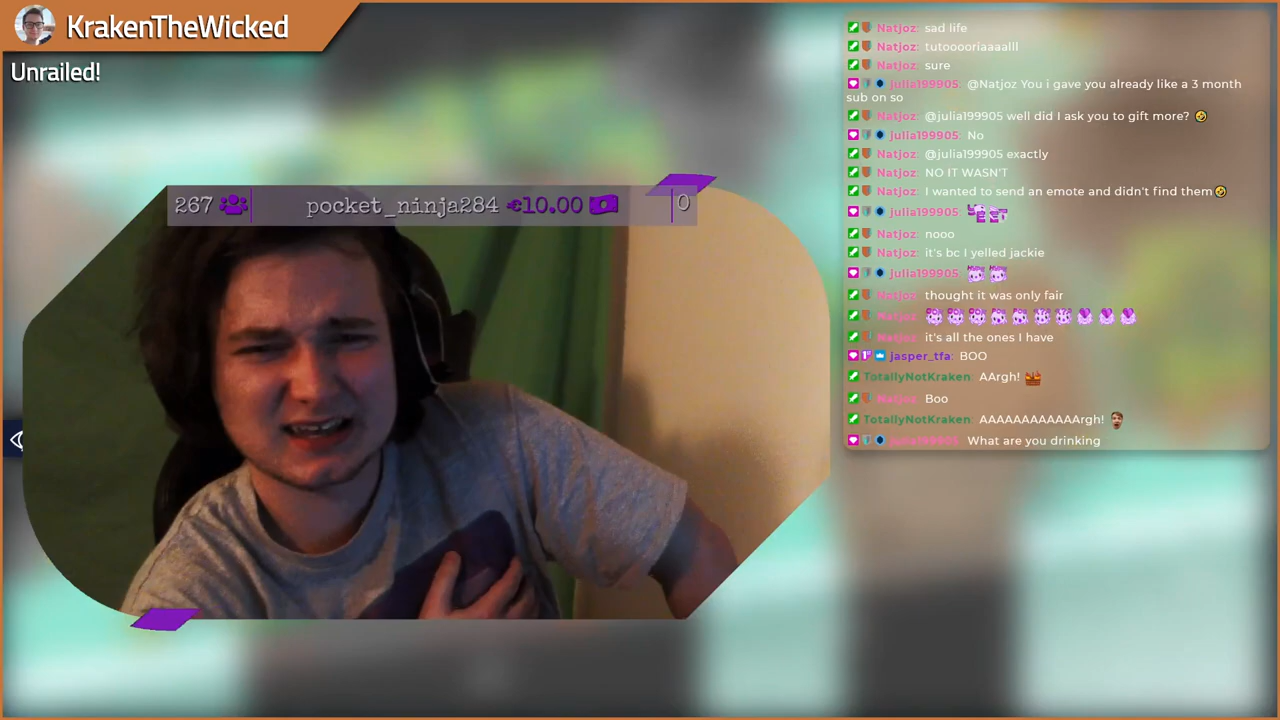 KrakenTheWicked
Unrailed!
267
pocket_ninja284 €10.00
0
Natjoz: sad life
Natjoz: tutooooriaaaalll
Natjoz: sure
julia199905: @Natjoz You i gave you already like a 3 month
sub on so
Natjoz: @julia199905 well did I ask you to gift more?
julia199905: No
Natjoz: @julia199905 exactly
Natjoz: NO IT WASN'T
Natjoz: I wanted to send an emote and didn't find them
julia199905:
Natjoz: nooo
Natjoz: it's bc I yelled jackie
julia199905:
Natjoz: thought it was only fair
Natjoz:
Natjoz: it's all the ones I have
jasper_tfa: BOO
TotallyNotKraken: AArgh!
Natjoz: Boo
TotallyNotKraken: AAAAAAAAAAAArgh!
julia199905: What are you drinking